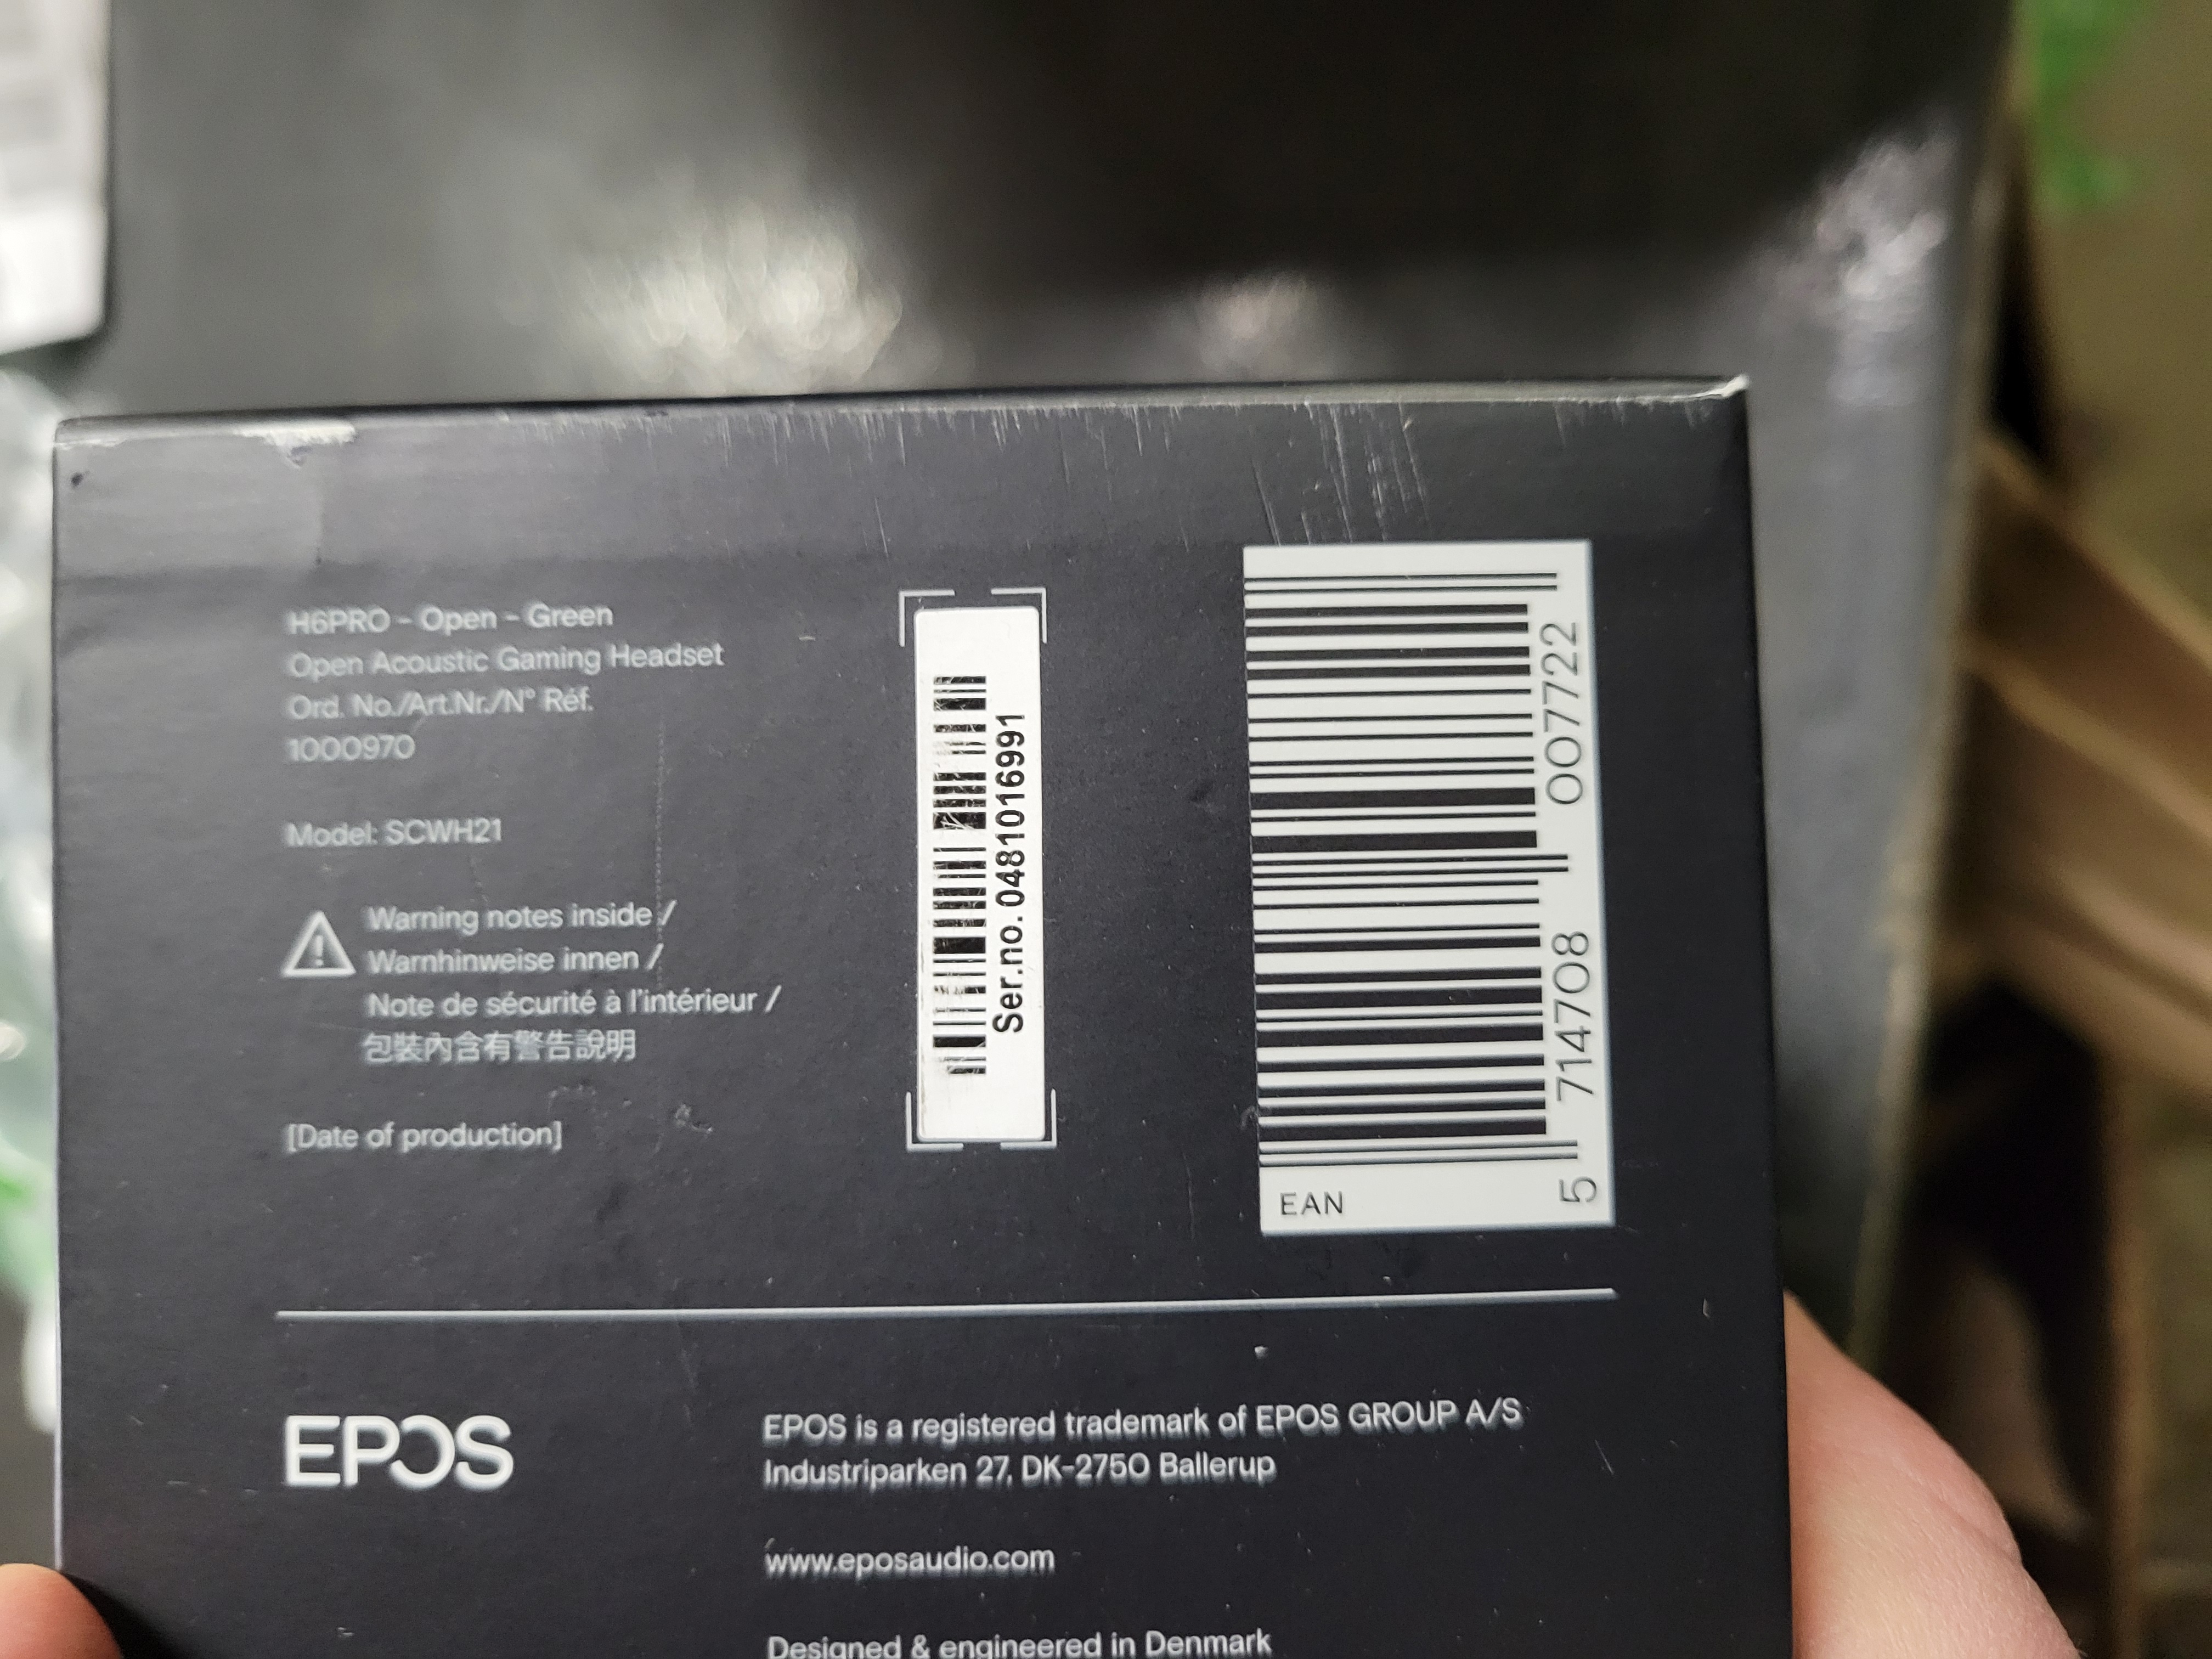 H6PRO - Open - Green
Open Acoustic Gaming Headset
Ord. No./Art.Nr./N° Réf.
1000970
Model: SCWH21
Warning notes inside /
Warnhinweise innen /
Note de sécurité à l'intérieur /
包裝內含有警告說明
[Date of production]
Ser.no. 0481016991
EAN
5 714708 007722
EPOS
EPOS is a registered trademark of EPOS GROUP A/S
Industriparken 27, DK-2750 Ballerup
www.eposaudio.com
Designed & engineered in Denmark